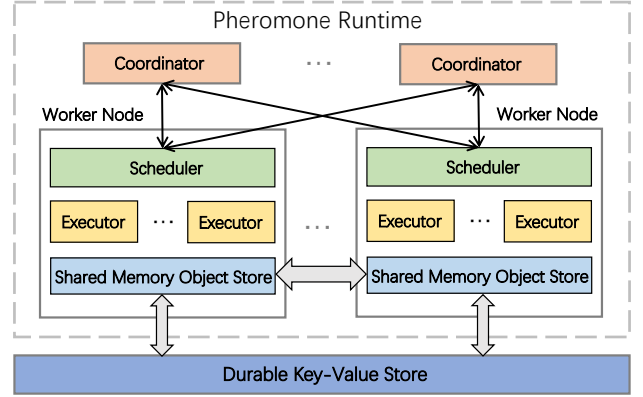 Pheromone Runtime
Coordinator ... Coordinator
Worker Node Worker Node
Scheduler Scheduler
Executor ... Executor ... Executor ... Executor
Shared Memory Object Store Shared Memory Object Store
Durable Key-Value Store